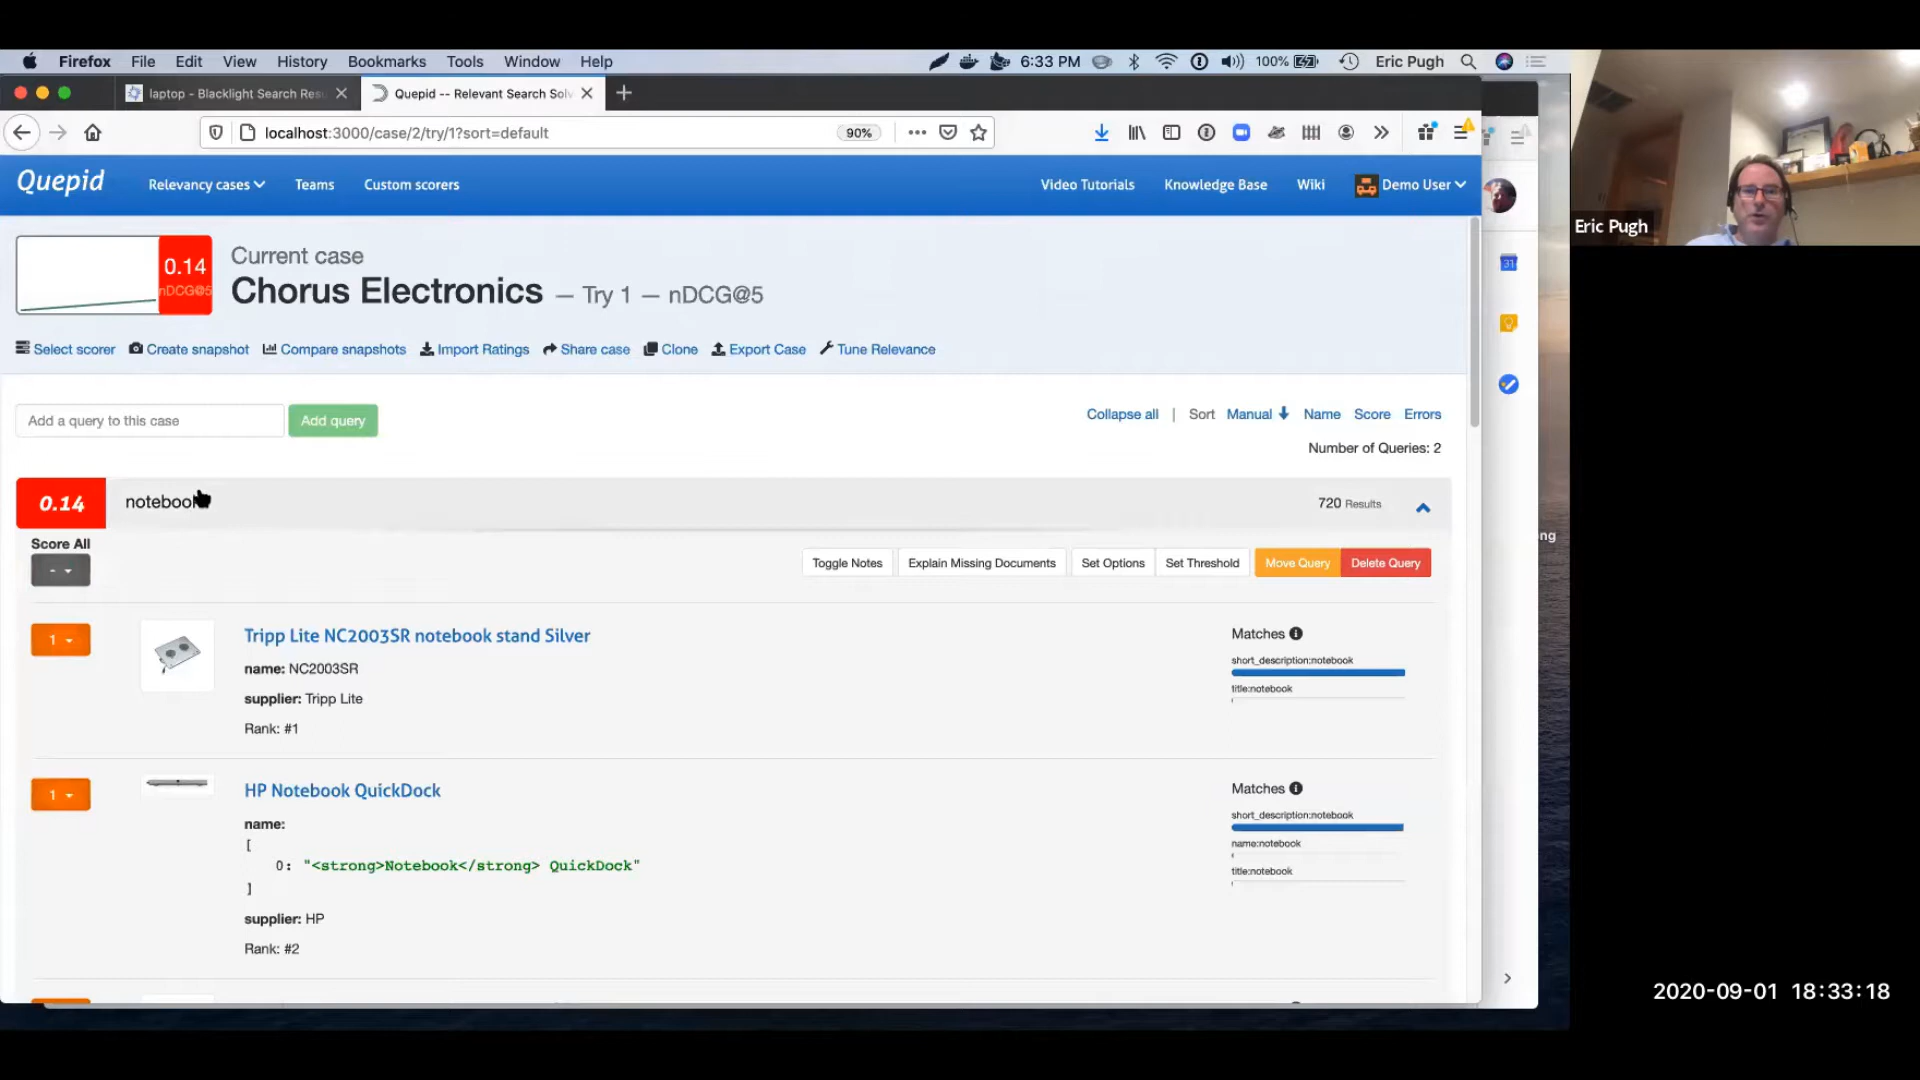 Firefox File Edit View History Bookmarks Tools Window Help 6:33 PM 100% Eric Pugh
laptop - Blacklight Search Res
Quepid -- Relevant Search Solv
localhost:3000/case/2/try/1?sort=default 90%
Quepid Relevancy cases Teams Custom scorers Video Tutorials Knowledge Base Wiki Demo User
Eric Pugh
31
0.14
nDCG@5
Current case
Chorus Electronics — Try 1 — nDCG@5
Select scorer Create snapshot Compare snapshots Import Ratings Share case Clone Export Case Tune Relevance
Add a query to this case Add query
Collapse all | Sort Manual Name Score Errors
Number of Queries: 2
0.14 notebook 720 Results
ng
Score All
- 
Toggle Notes Explain Missing Documents Set Options Set Threshold Move Query Delete Query
1 Tripp Lite NC2003SR notebook stand Silver
name: NC2003SR
supplier: Tripp Lite
Rank: #1
Matches
short_description:notebook
title:notebook
1 HP Notebook QuickDock
name:
[
0: "<strong>Notebook</strong> QuickDock"
]
supplier: HP
Rank: #2
Matches
short_description:notebook
name:notebook
title:notebook
2020-09-01 18:33:18